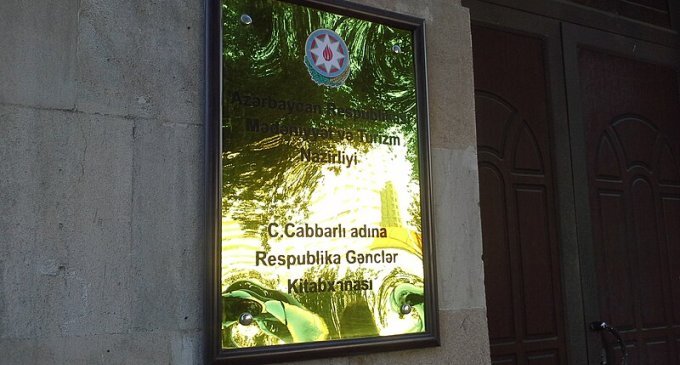 Azərbaycan Respublikası
Mədəniyyət və Turizm
Nazirliyi
C.Cabbarlı adına
Respublika Gənclər
Kitabxanası